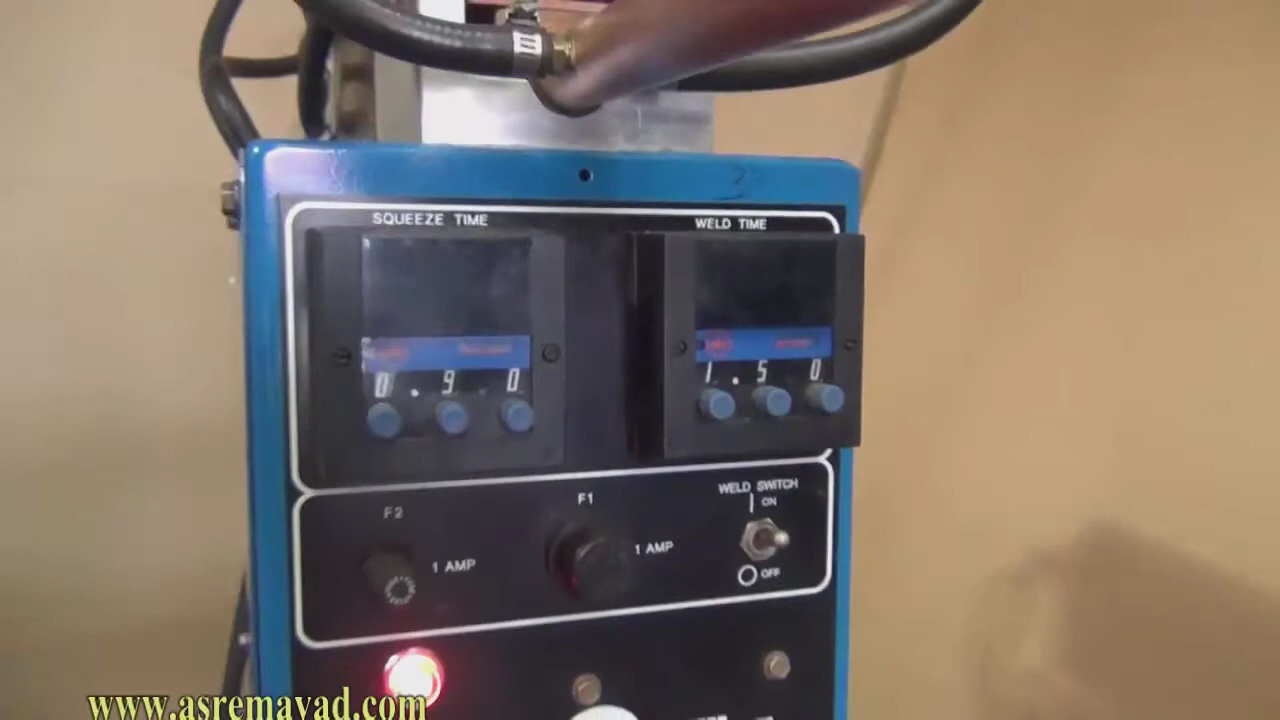 SQUEEZE TIME
WELD TIME
0.90
1.50
F2
1 AMP
F1
1 AMP
WELD SWITCH
ON
OFF
www.asremavad.com